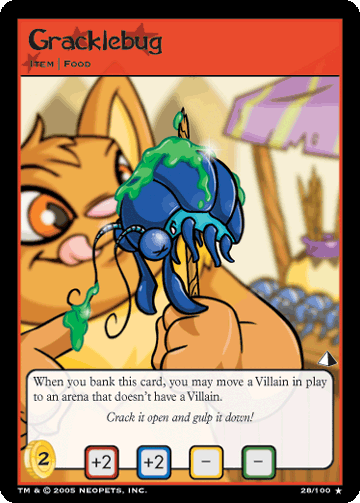 Gracklebug
Item | Food
When you bank this card, you may move a Villain in play
to an arena that doesn't have a Villain.
Crack it open and gulp it down!
2 +2 +2 – –
TM & © 2005 NEOPETS, INC. 28/100 ★